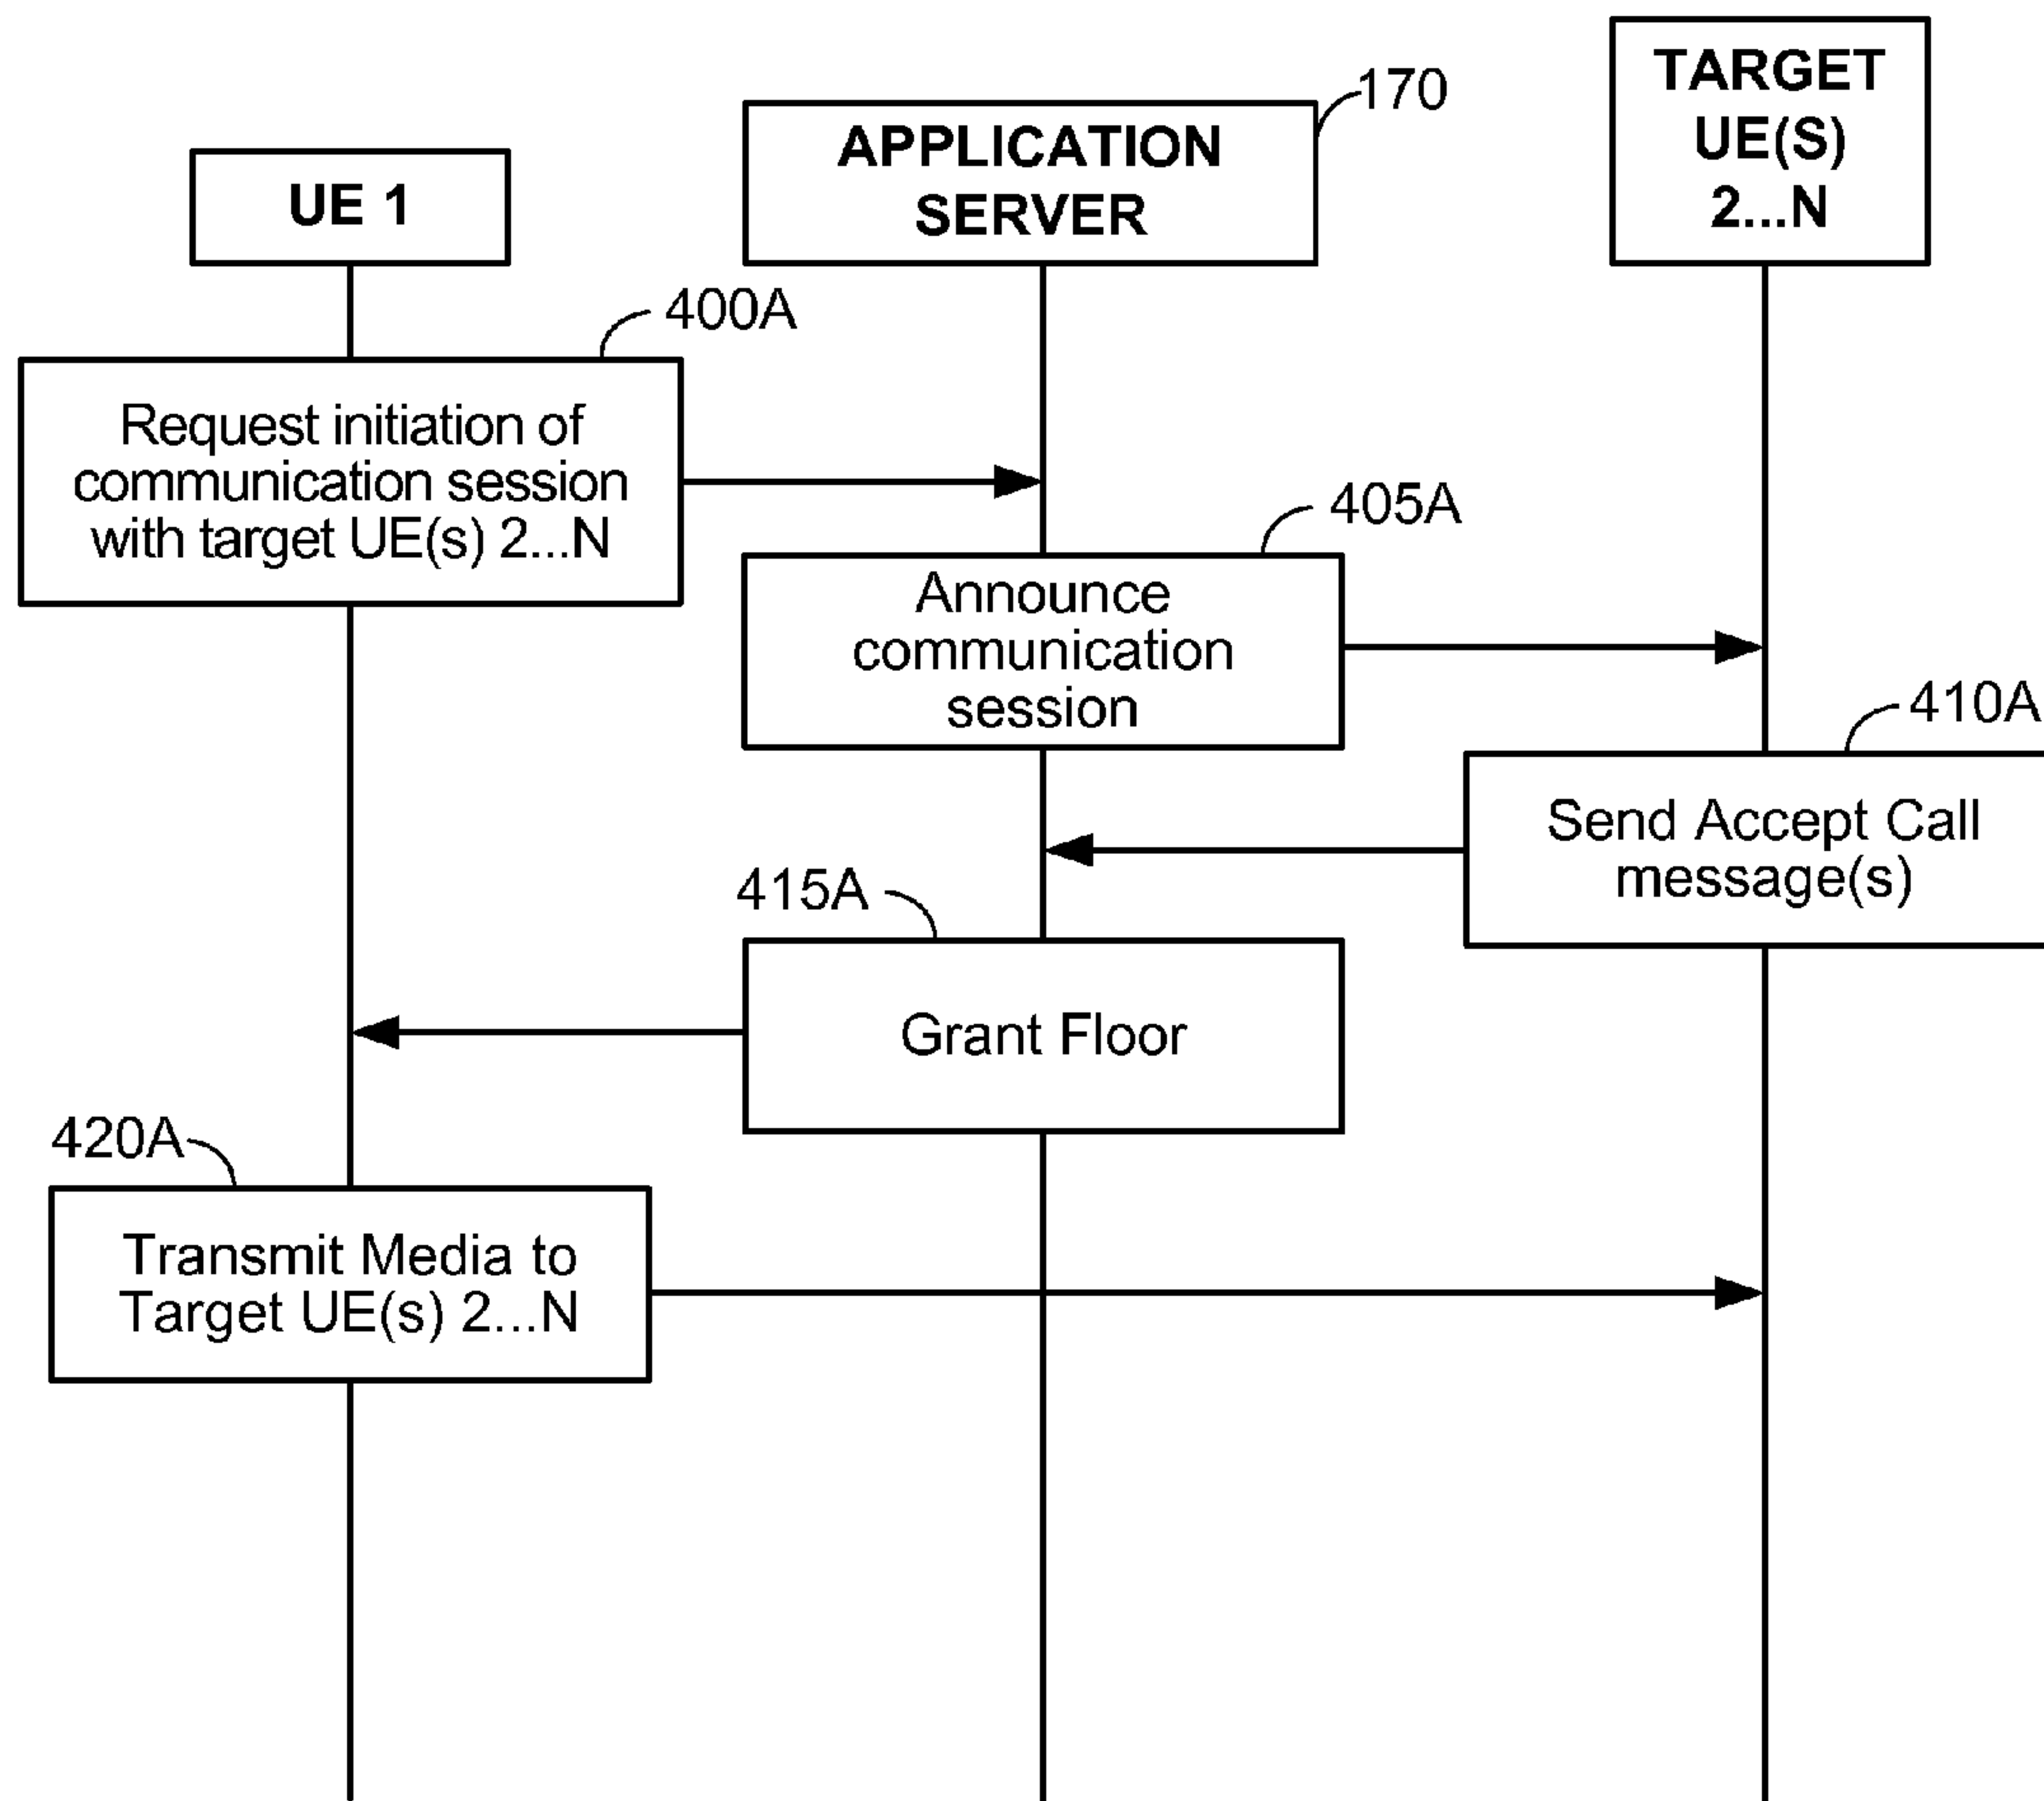 UE 1
APPLICATION
SERVER
170
TARGET
UE(S)
2...N
400A
Request initiation of
communication session
with target UE(s) 2...N
405A
Announce
communication
session
410A
Send Accept Call
message(s)
415A
Grant Floor
420A
Transmit Media to
Target UE(s) 2...N